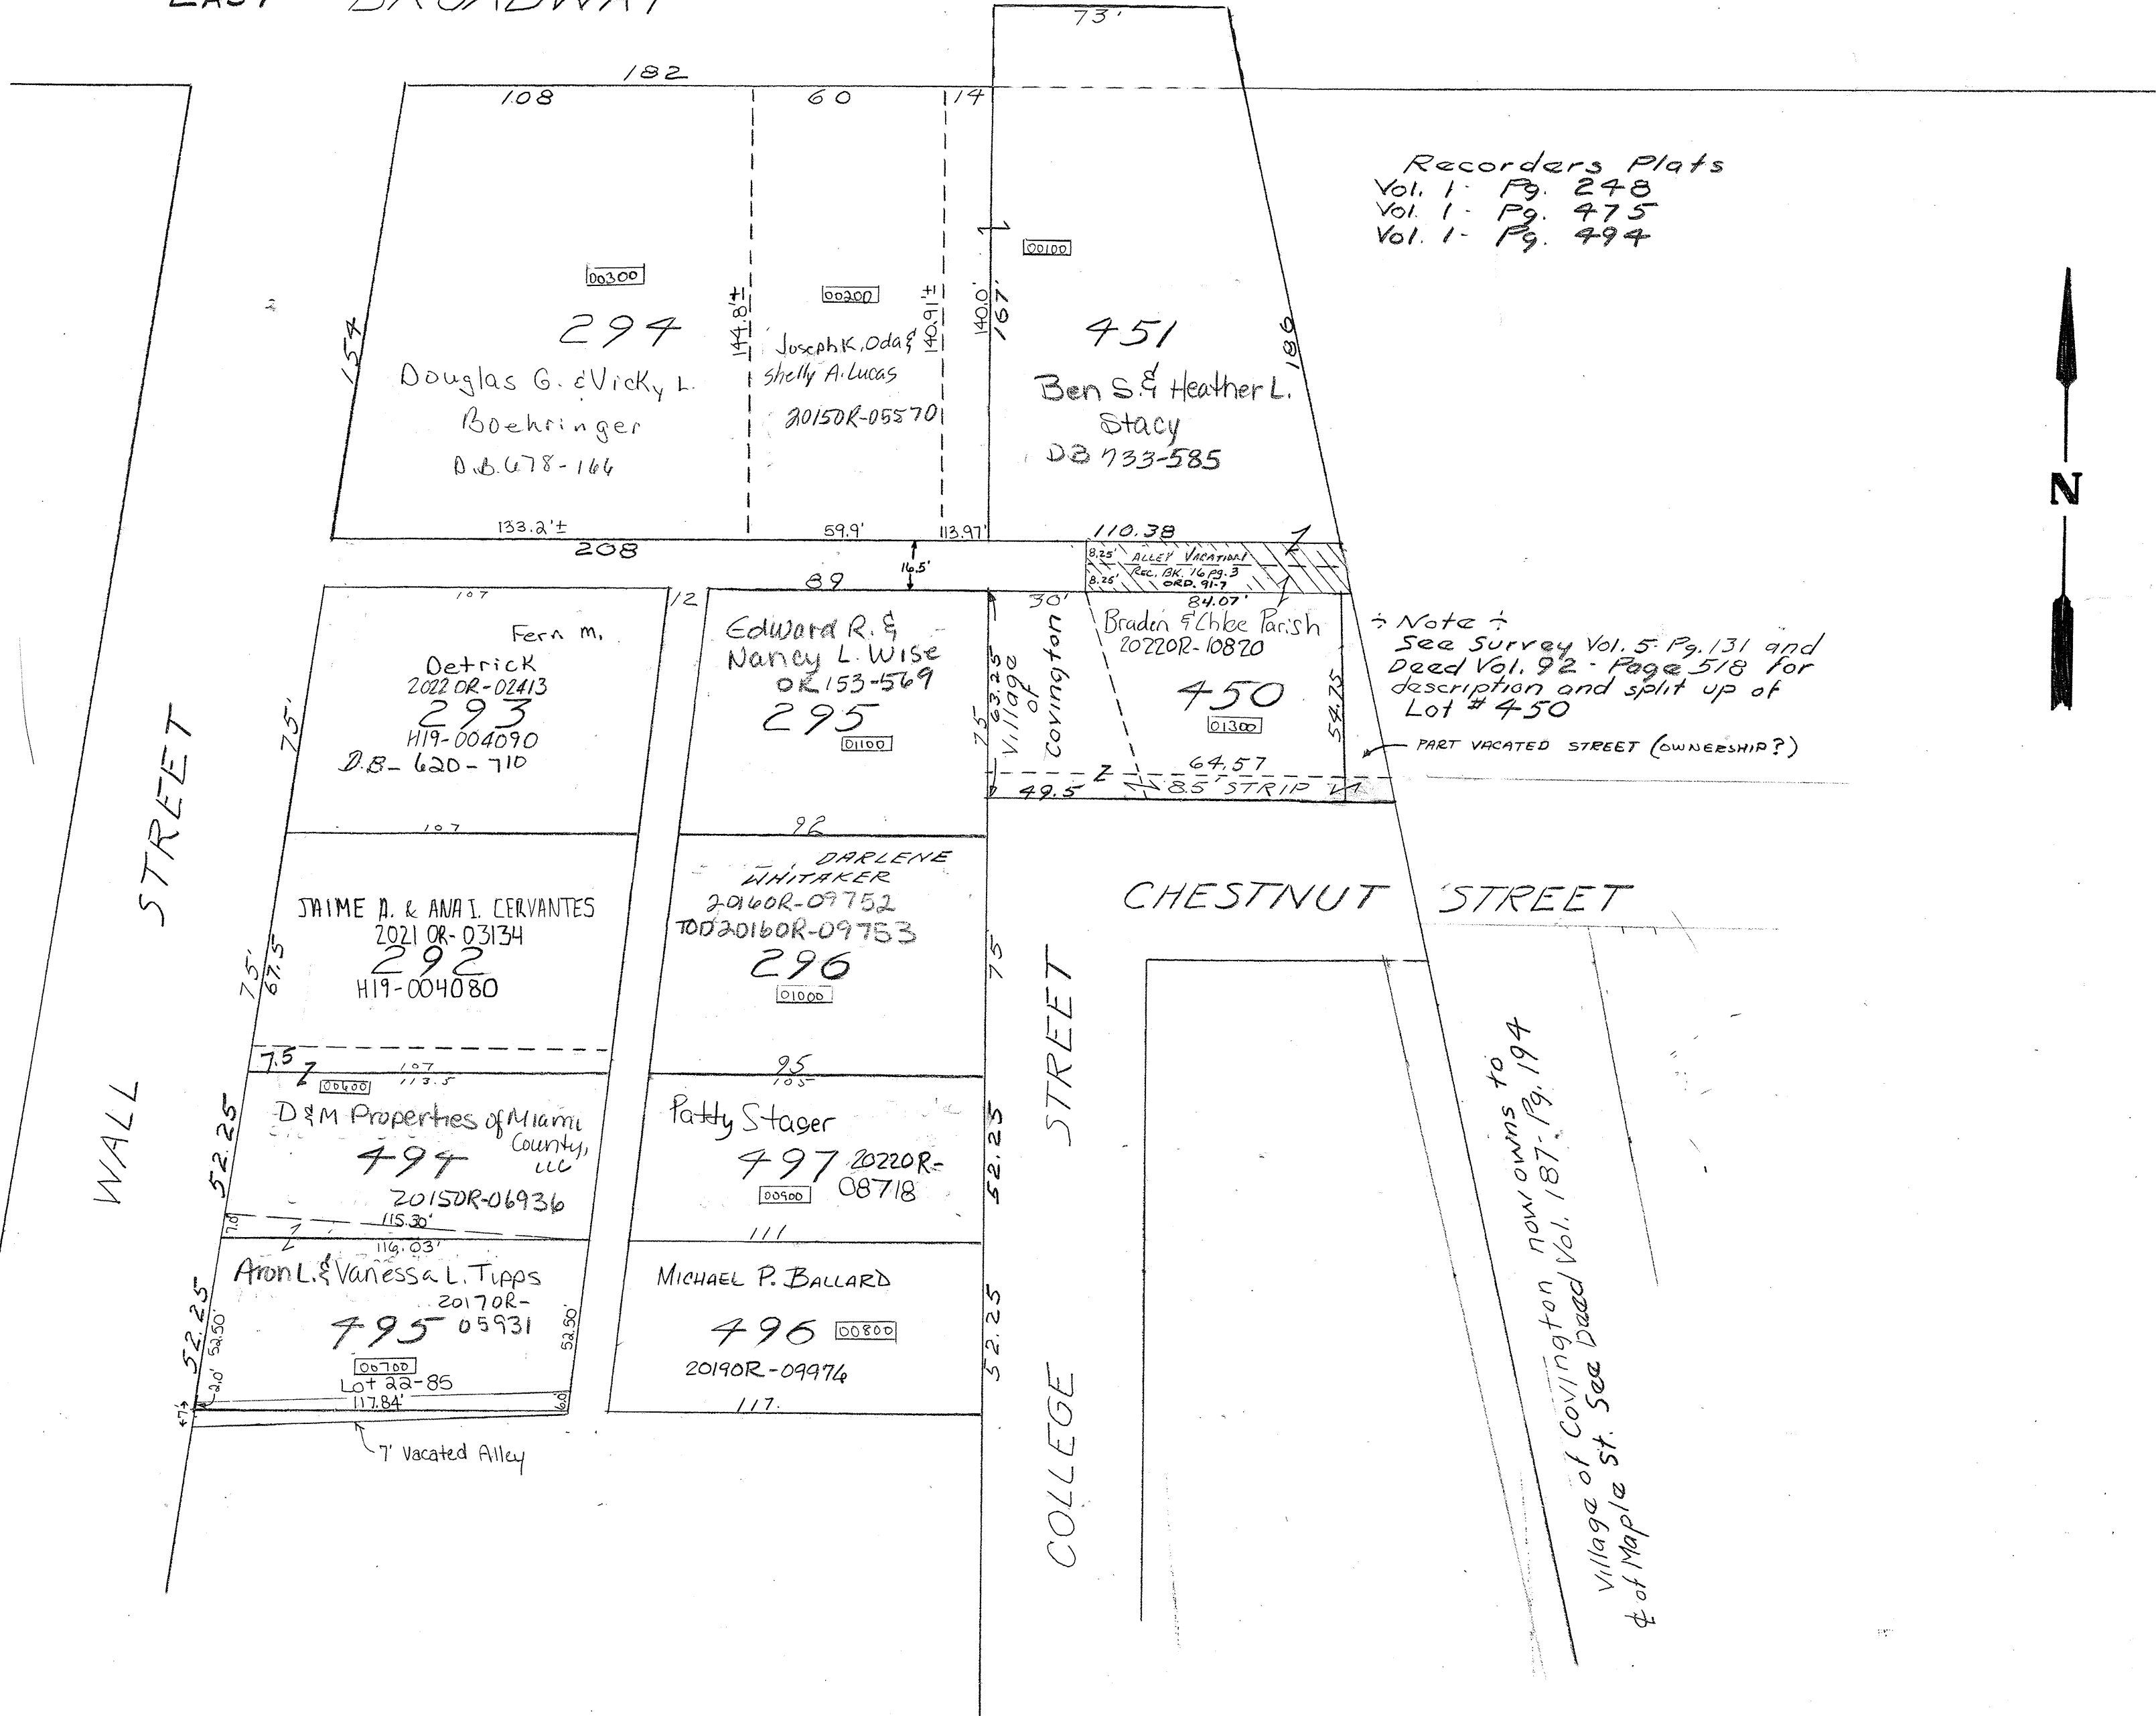 EAST BROADWAY
73'
182
108
60
14
Recorders Plats
Vol. 1 - Pg. 248
Vol. 1 - Pg. 475
Vol. 1 - Pg. 494
00300
294
Douglas G. & Vicky L.
Boehringer
D.B. 678-166
154
144.8'±
00200
Joseph K. Oda &
Shelly A. Lucas
2015OR-05570
140.91'±
140.0'
167'
00100
451
Ben S. & Heather L.
Stacy
DB 733-585
186
N
133.2'±
59.9'
13.97'
110.38
208
16.5'
8.25'
ALLEY VACATION
REC. BK. 16 pg. 3
ORD. 91-7
8.25'
107
12
89
30'
84.07'
Fern M.
Detrick
2022 OR-02413
293
H19-004090
D.B- 620-710
75'
107
Edward R. &
Nancy L. Wise
OR 153-569
295
01100
92
75
63.25
Village
of
Covington
Braden & Chloe Parish
2022OR-10820
450
01300
54.75
64.57
49.5
8.5' STRIP
÷ Note ÷
See Survey Vol. 5 Pg. 131 and
Deed Vol. 92 - Page 518 for
description and split up of
Lot # 450
PART VACATED STREET (OWNERSHIP?)
JAIME A. & ANA I. CERVANTES
2021 OR-03134
292
H19-004080
75'
67.5
7.5
107
DARLENE
WHITAKER
2016OR-09752
TOD 2016OR-09753
296
01000
95
75
CHESTNUT STREET
WALL STREET
COLLEGE STREET
00600
113.5
D & M Properties of Miami
County,
LLC
494
2015OR-06936
52.25
7.0'
115.30'
105
Patty Stager
497
2022OR-
08718
00900
111
52.25
116.03'
Aron L. & Vanessa L. Tipps
2017OR-
05931
495
00700
Lot 22-85
117.84'
52.25
52.50'
2.0'
52.50'
6.0'
7'
7' Vacated Alley
MICHAEL P. BALLARD
496
00800
2019OR-09976
117.
52.25
Village of Covington now owns to
℄ of Maple St. See Deed Vol. 187-Pg. 194